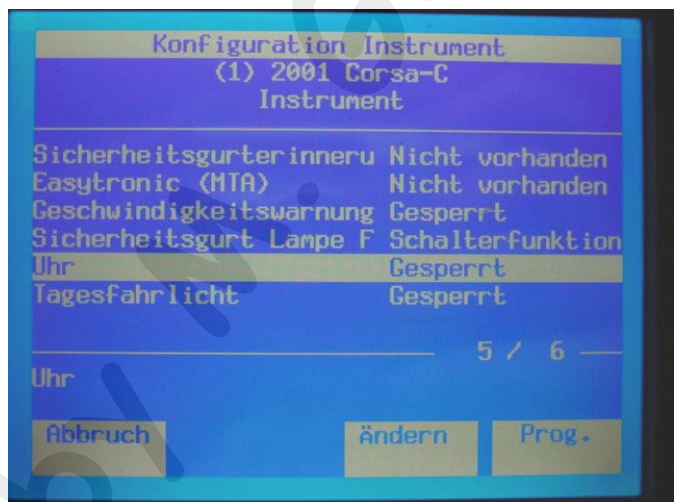 Konfiguration Instrument
(1) 2001 Corsa-C
Instrument
Sicherheitsgurterinneru Nicht vorhanden
Easytronic (MTA) Nicht vorhanden
Geschwindigkeitswarnung Gesperrt
Sicherheitsgurt Lampe F Schalterfunktion
Uhr Gesperrt
Tagesfahrlicht Gesperrt
5 / 6
Uhr
Abbruch Ändern Prog.